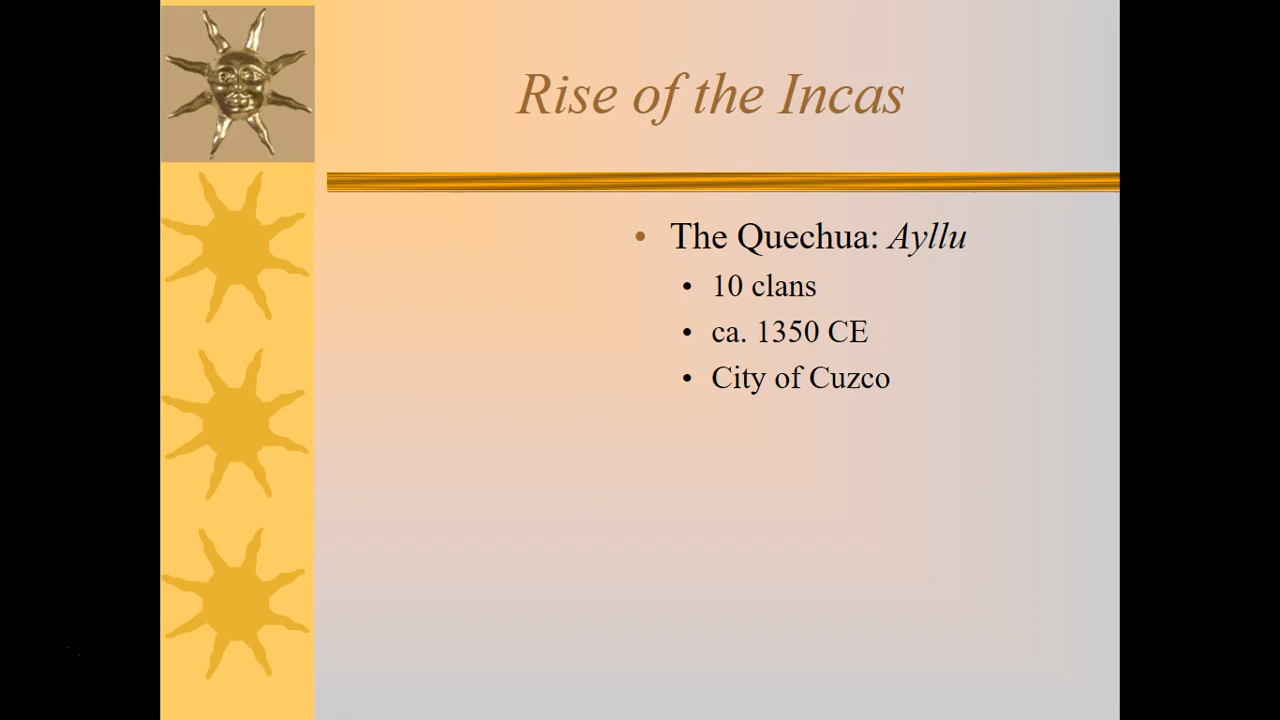 Rise of the Incas
• The Quechua: Ayllu
• 10 clans
• ca. 1350 CE
• City of Cuzco